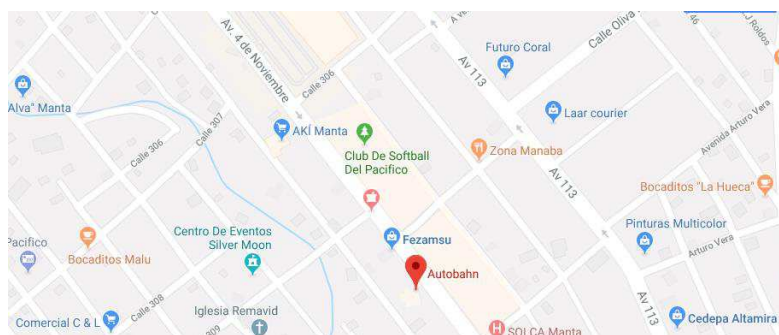 Av. 4 de Noviembre
Calle 306
Av 113
Futuro Coral
Calle Oliva
J Roldos
Alva" Manta
Calle 307
AKÍ Manta
Laar courier
Calle 306
Club De Softball
Del Pacifico
Zona Manaba
Avenida Arturo Vera
Av 113
Bocaditos "La Hueca"
Centro De Eventos
Silver Moon
Fezamsu
Pinturas Multicolor
Pacifico
Bocaditos Malu
Autobahn
Arturo Vera
Calle 308
Comercial C & L
Iglesia Remavid
309
SOLCA Manta
Cedepa Altamira